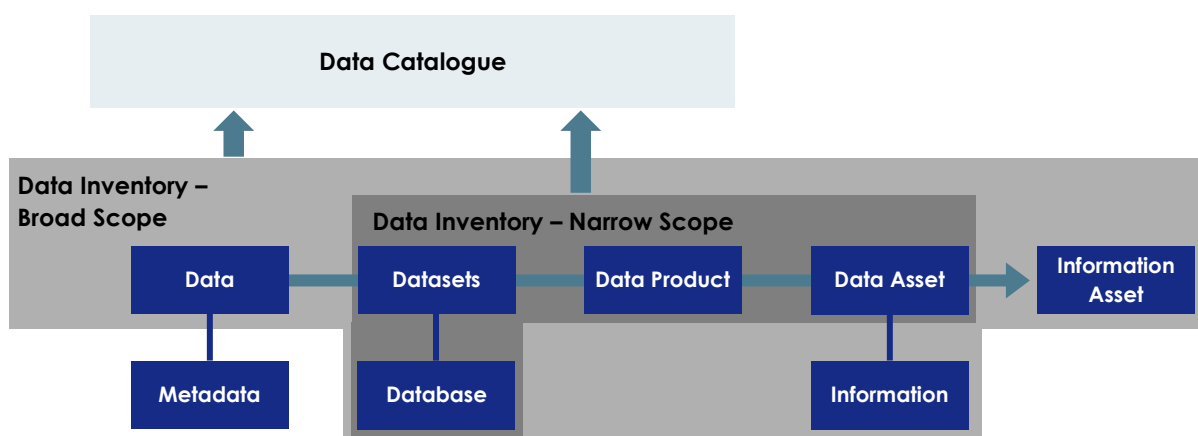 Data Catalogue
Data Inventory –
Broad Scope
Data Inventory – Narrow Scope
Data
Datasets
Data Product
Data Asset
Information
Asset
Metadata
Database
Information